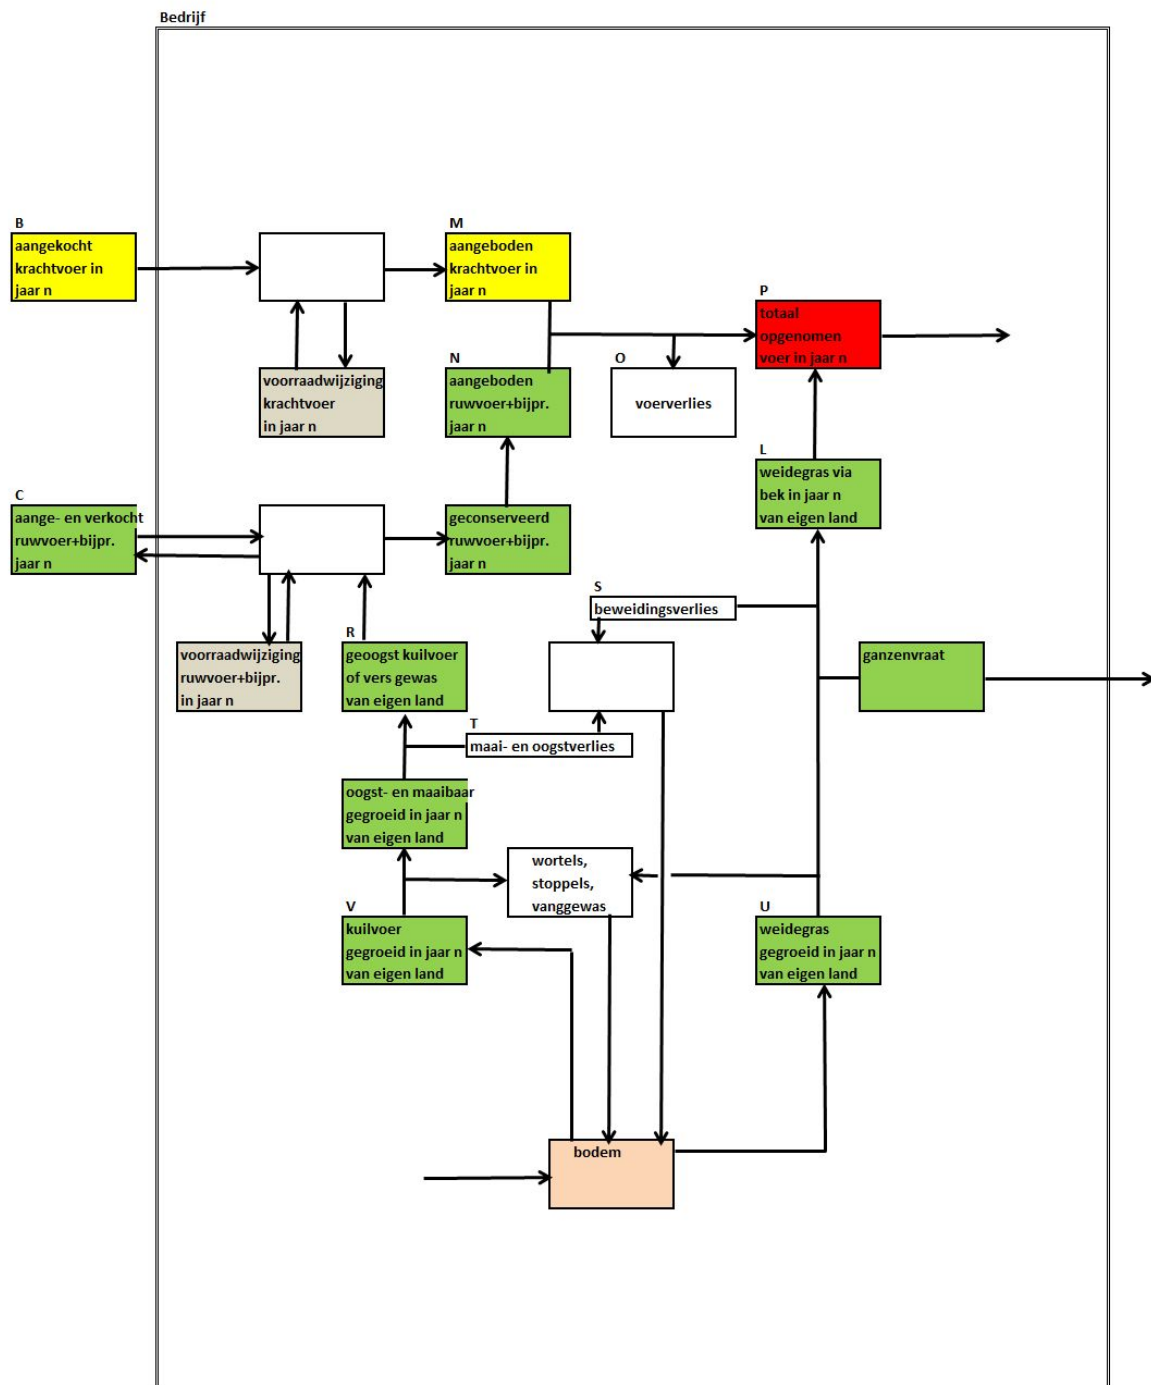 Bedrijf
B
aangekocht
krachtvoer in
jaar n
M
aangeboden
krachtvoer in
jaar n
P
totaal
opgenomen
voer in jaar n
voorraadwijziging
krachtvoer
in jaar n
N
aangeboden
ruwvoer+bijpr.
jaar n
O
voerverlies
L
weidegras via
bek in jaar n
van eigen land
C
aange- en verkocht
ruwvoer+bijpr.
jaar n
geconserveerd
ruwvoer+bijpr.
jaar n
S
beweidingsverlies
voorraadwijziging
ruwvoer+bijpr.
in jaar n
R
geoogst kuilvoer
of vers gewas
van eigen land
ganzenvraat
T
maai- en oogstverlies
oogst- en maaibaar
gegroeid in jaar n
van eigen land
wortels,
stoppels,
vanggewas
V
kuilvoer
gegroeid in jaar n
van eigen land
U
weidegras
gegroeid in jaar n
van eigen land
bodem